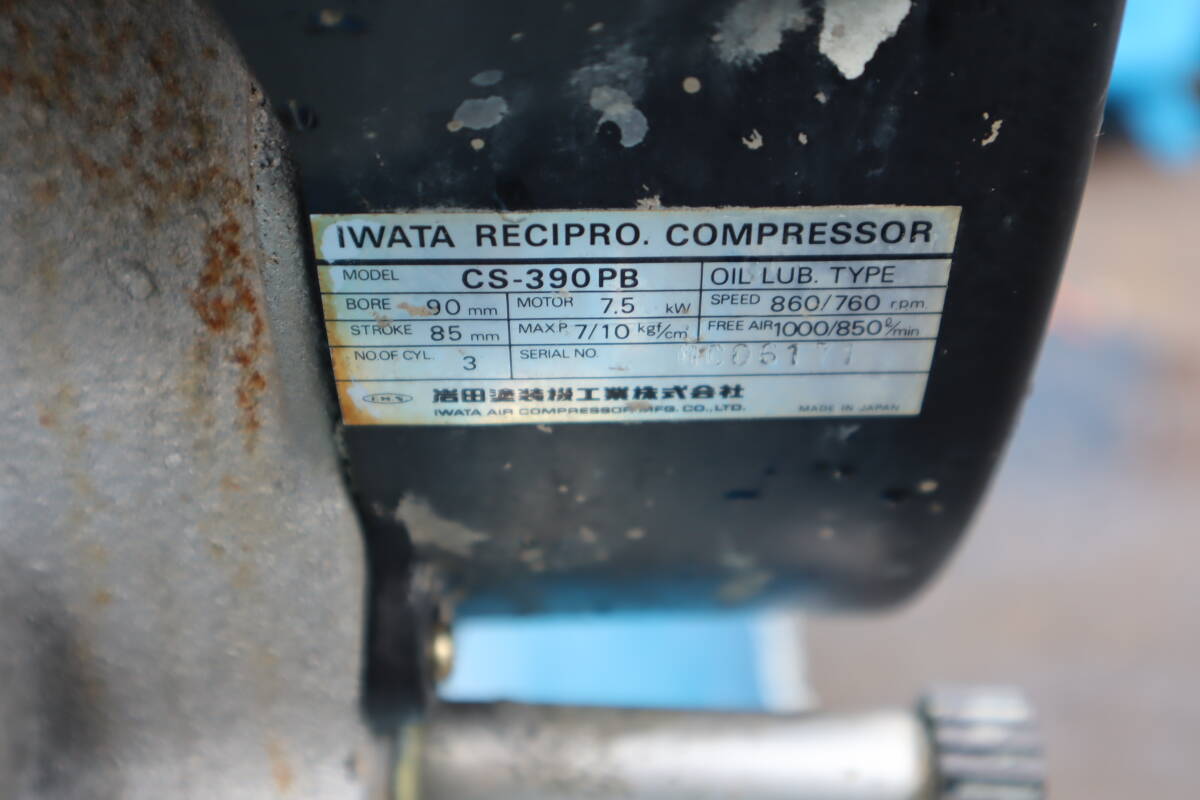 IWATA RECIPRO. COMPRESSOR
MODEL CS-390PB OIL LUB. TYPE
BORE 90 mm MOTOR 7.5 kW SPEED 860/760 r.p.m.
STROKE 85 mm MAX.P. 7/10 kgf/cm² FREE AIR 1000/850 ℓ/min
NO.OF CYL. 3 SERIAL NO.
岩田塗装機工業株式会社
IWATA AIR COMPRESSOR MFG. CO., LTD. MADE IN JAPAN